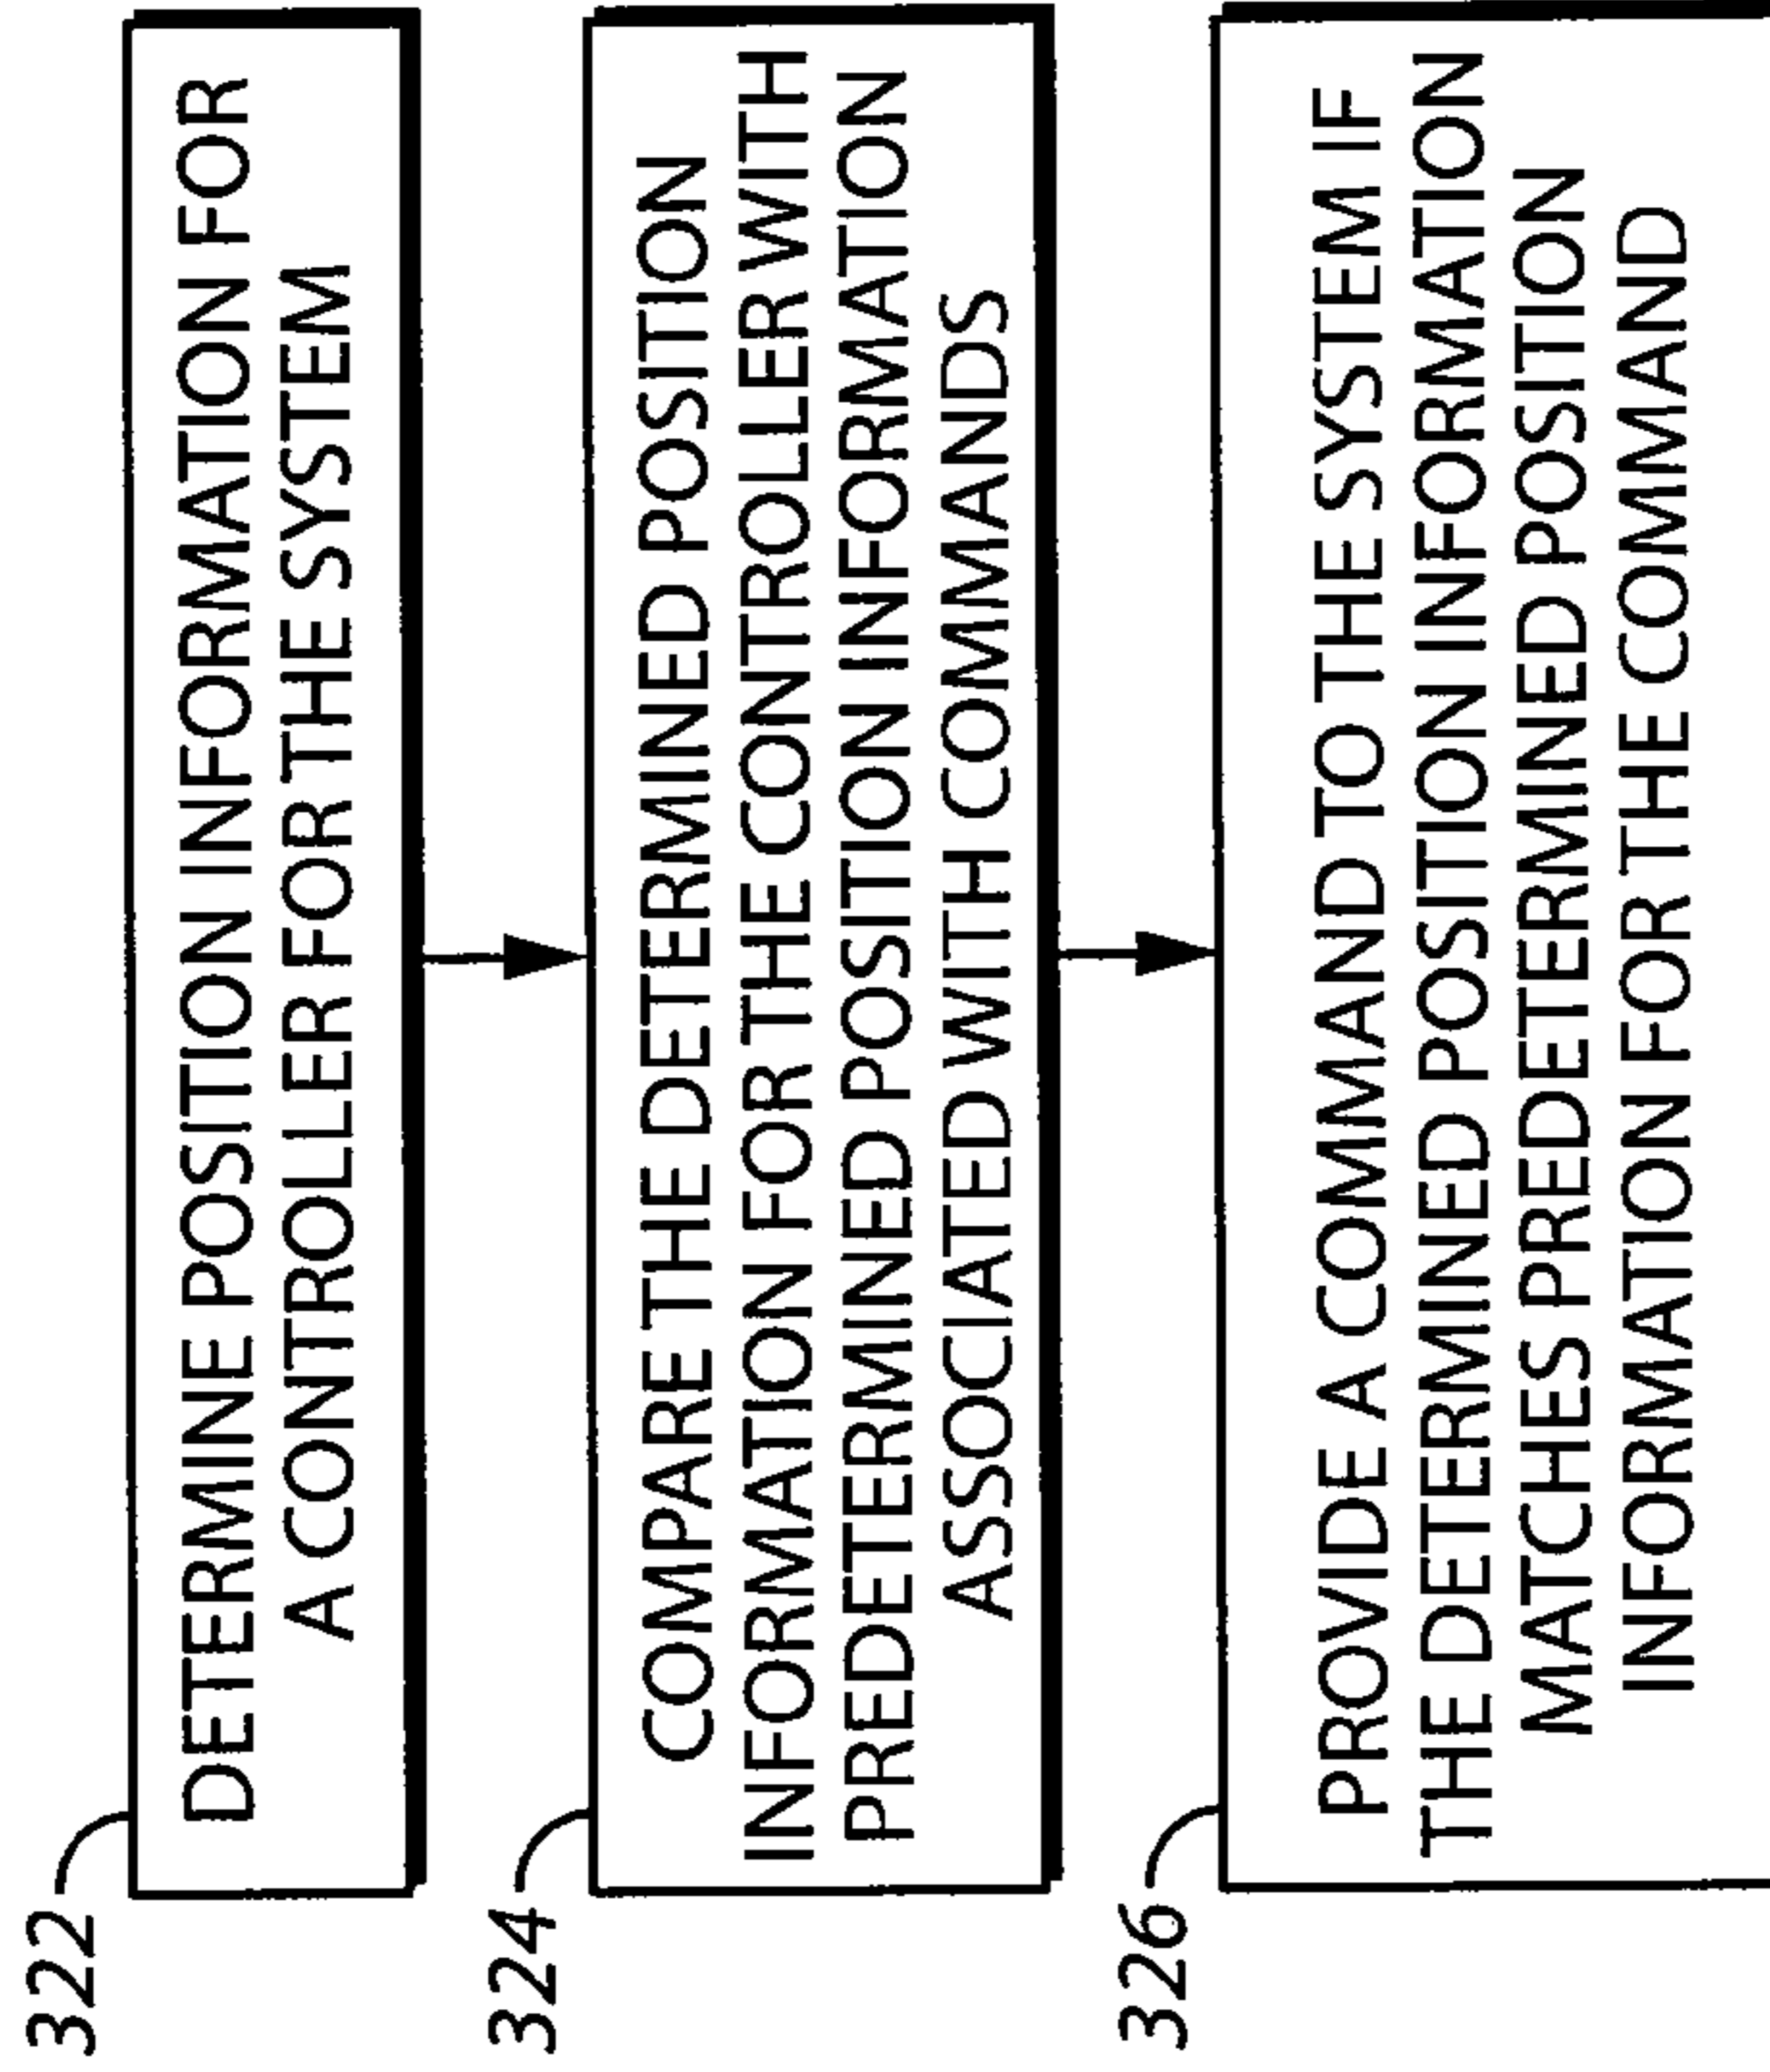 322
DETERMINE POSITION INFORMATION FOR
A CONTROLLER FOR THE SYSTEM
324
COMPARE THE DETERMINED POSITION
INFORMATION FOR THE CONTROLLER WITH
PREDETERMINED POSITION INFORMATION
ASSOCIATED WITH COMMANDS
326
PROVIDE A COMMAND TO THE SYSTEM IF
THE DETERMINED POSITION INFORMATION
MATCHES PREDETERMINED POSITION
INFORMATION FOR THE COMMAND